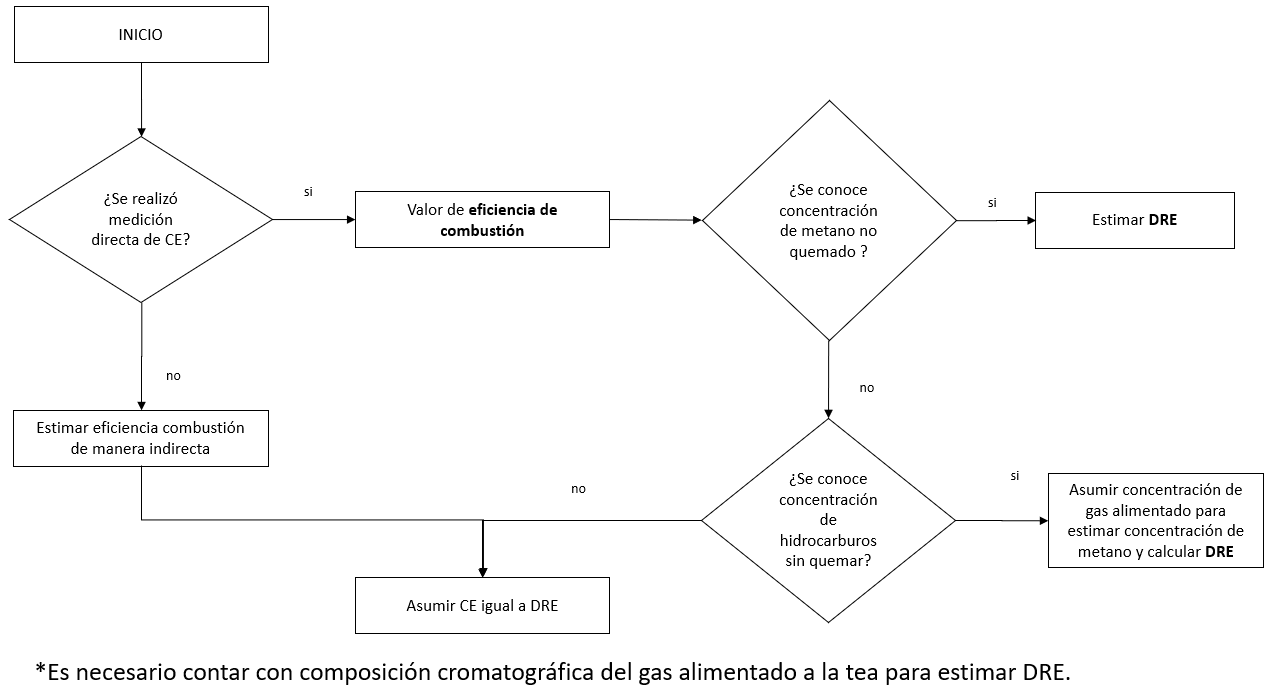 INICIO
¿Se realizó
medición
directa de CE?
si
Valor de eficiencia de
combustión
¿Se conoce
concentración
de metano no
quemado ?
si
Estimar DRE
no
Estimar eficiencia combustión
de manera indirecta
no
¿Se conoce
concentración
de
hidrocarburos
sin quemar?
si
Asumir concentración de
gas alimentado para
estimar concentración de
metano y calcular DRE
no
Asumir CE igual a DRE
*Es necesario contar con composición cromatográfica del gas alimentado a la tea para estimar DRE.